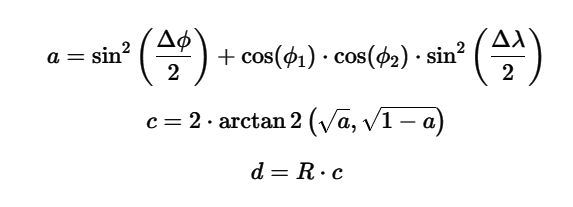 a = sin² (Δϕ / 2) + cos(ϕ₁) · cos(ϕ₂) · sin² (Δλ / 2)
c = 2 · arctan 2 (√a, √(1 − a))
d = R · c